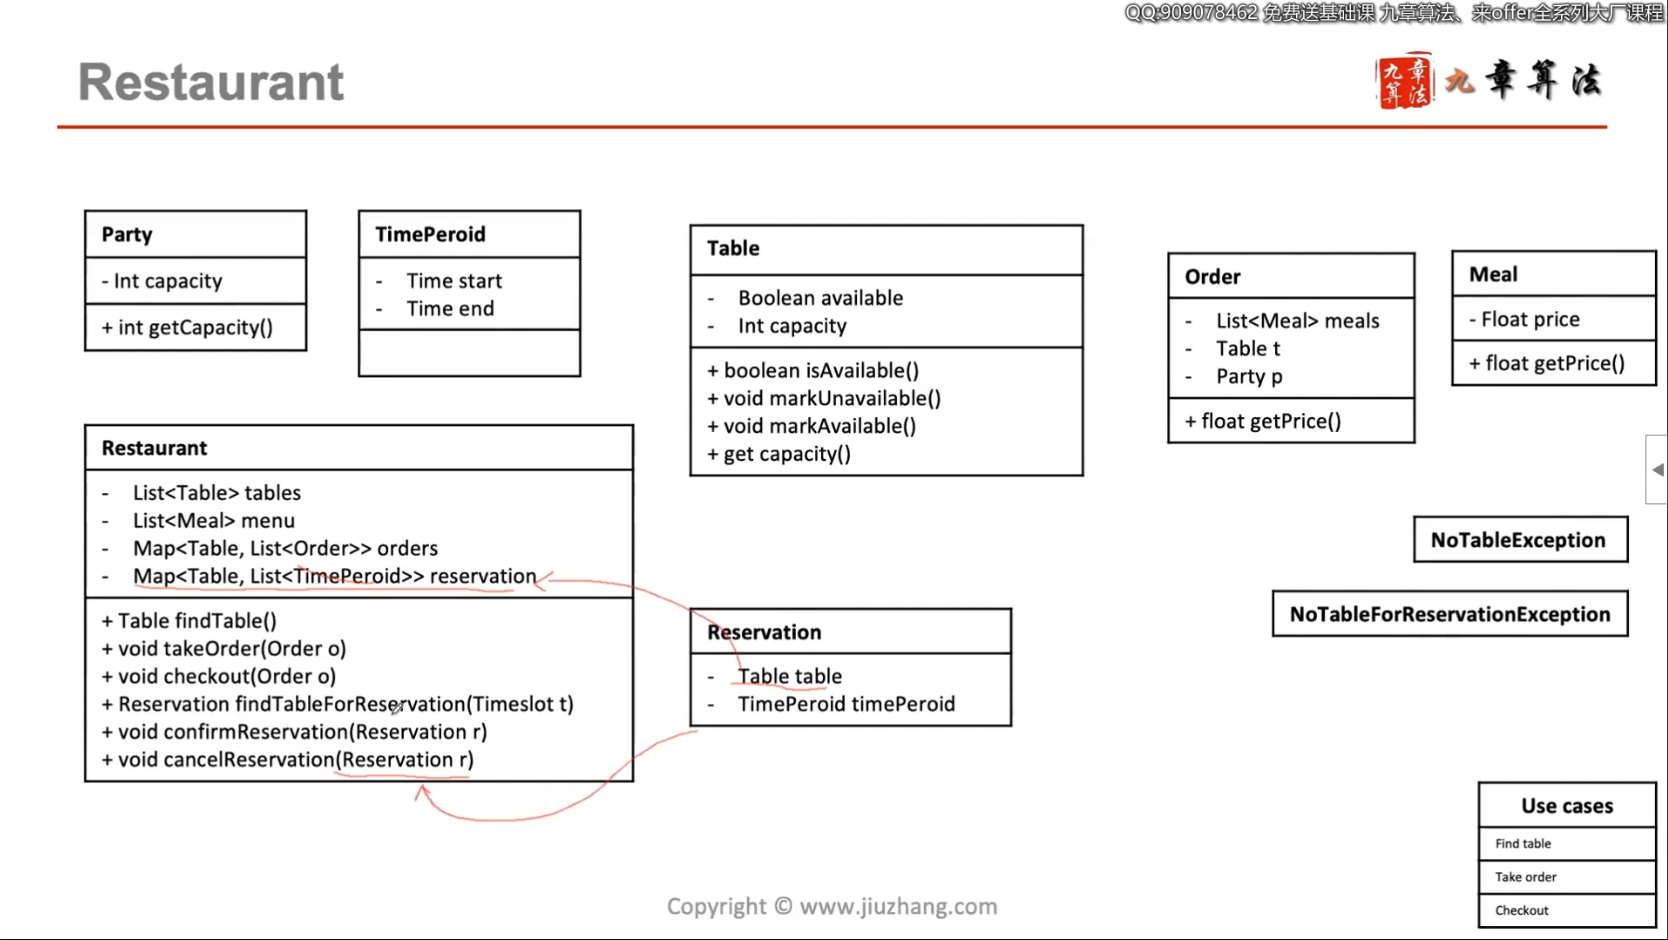 QQ:909078462 免费送基础课 九章算法、来offer全系列大厂课程
Restaurant
九章算法
九章算法
Party
- Int capacity
+ int getCapacity()
TimePeroid
- Time start
- Time end
Table
- Boolean available
- Int capacity
+ boolean isAvailable()
+ void markUnavailable()
+ void markAvailable()
+ get capacity()
Order
- List<Meal> meals
- Table t
- Party p
+ float getPrice()
Meal
- Float price
+ float getPrice()
Restaurant
- List<Table> tables
- List<Meal> menu
- Map<Table, List<Order>> orders
- Map<Table, List<TimePeroid>> reservation
+ Table findTable()
+ void takeOrder(Order o)
+ void checkout(Order o)
+ Reservation findTableForReservation(Timeslot t)
+ void confirmReservation(Reservation r)
+ void cancelReservation(Reservation r)
Reservation
- Table table
- TimePeroid timePeroid
NoTableException
NoTableForReservationException
Use cases
Find table
Take order
Checkout
Copyright © www.jiuzhang.com